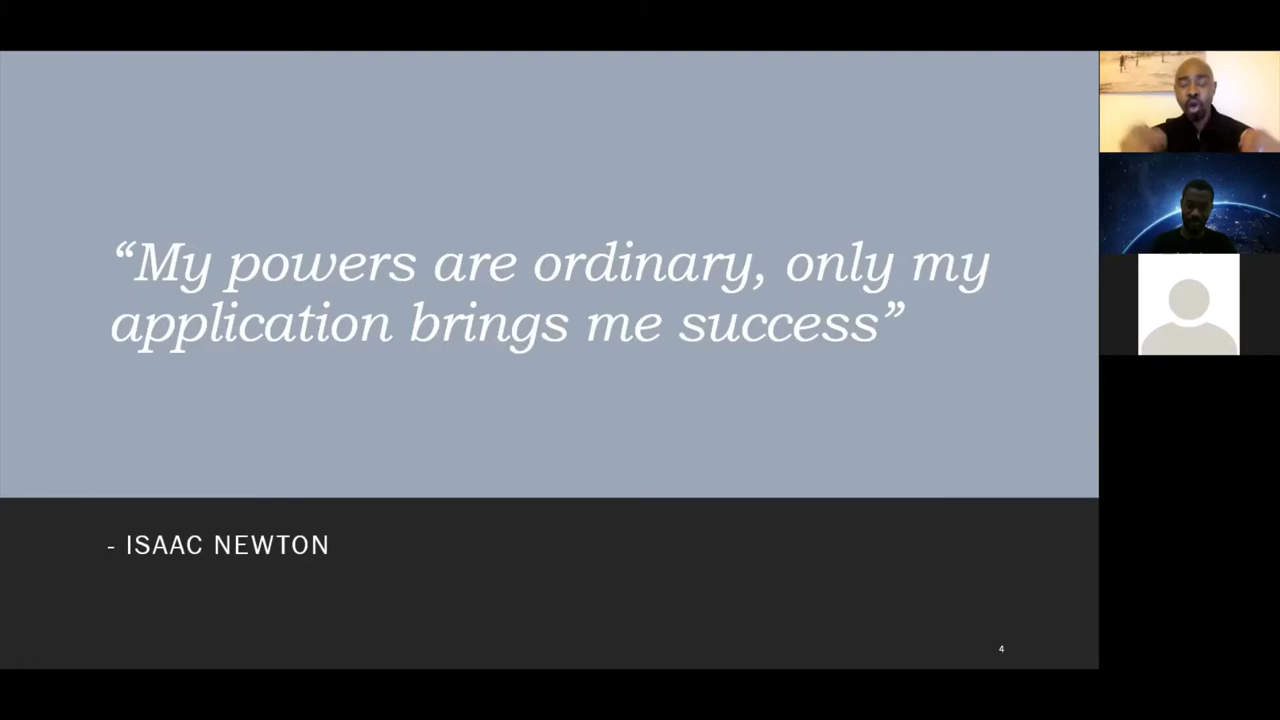 “My powers are ordinary, only my
application brings me success”
- ISAAC NEWTON
4